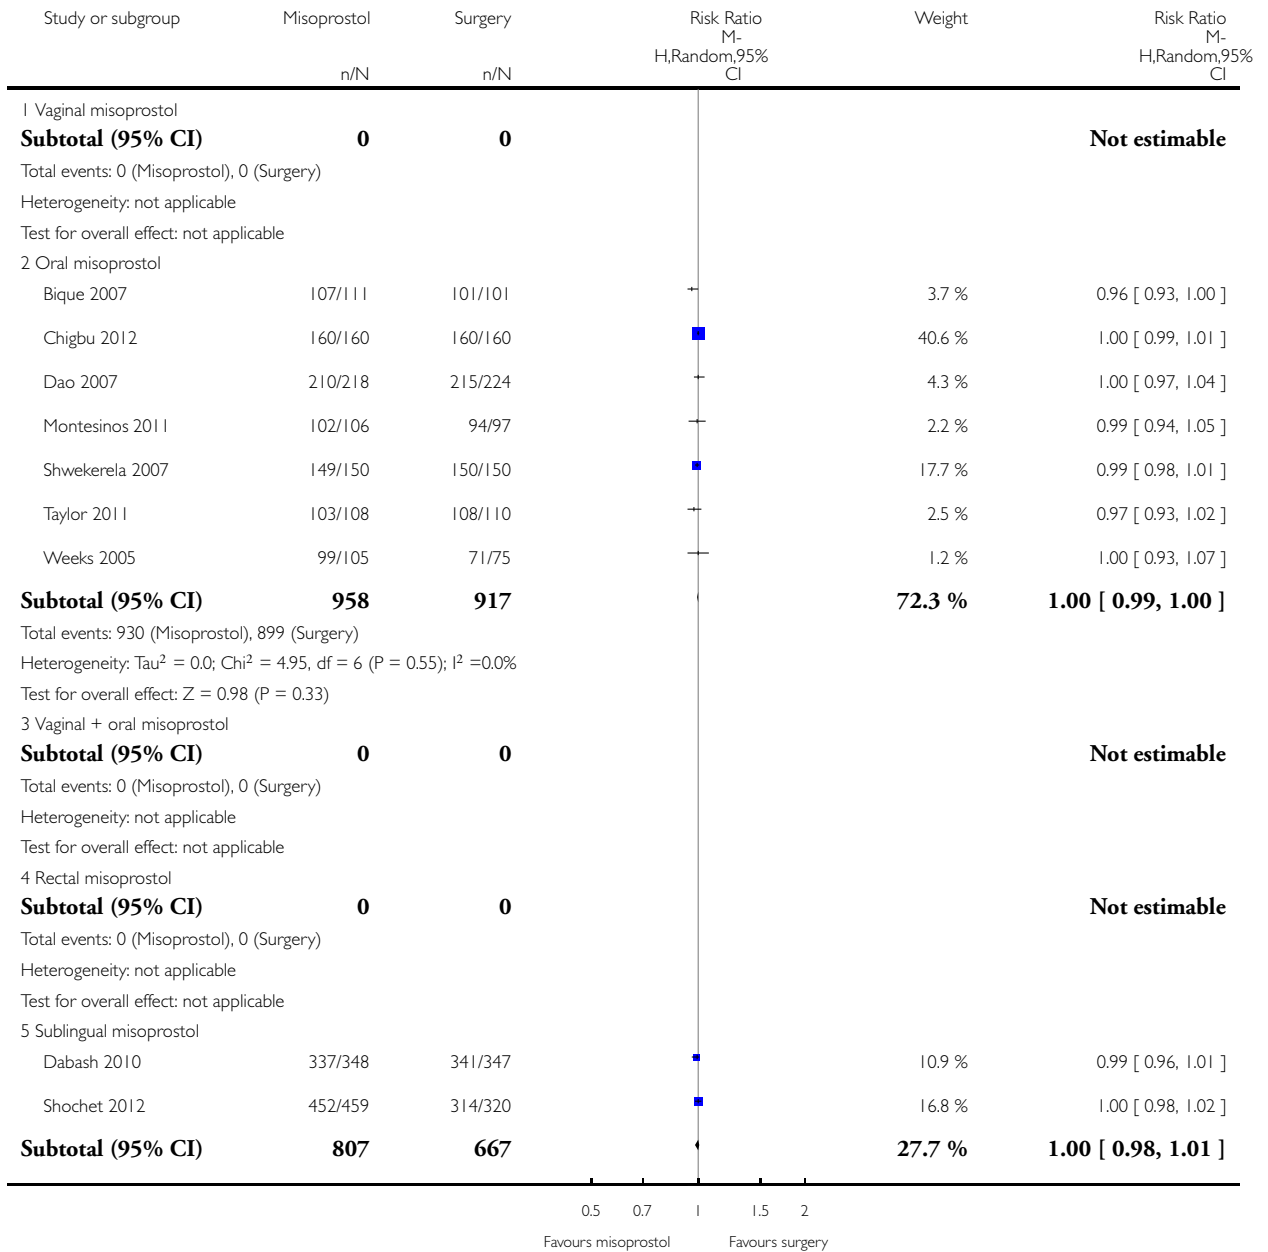 Study or subgroup Misoprostol Surgery Risk Ratio Weight Risk Ratio
M- M-
H,Random,95% H,Random,95%
n/N n/N CI CI
1 Vaginal misoprostol
Subtotal (95% CI) 0 0 Not estimable
Total events: 0 (Misoprostol), 0 (Surgery)
Heterogeneity: not applicable
Test for overall effect: not applicable
2 Oral misoprostol
Bique 2007 107/111 101/101 3.7 % 0.96 [ 0.93, 1.00 ]
Chigbu 2012 160/160 160/160 40.6 % 1.00 [ 0.99, 1.01 ]
Dao 2007 210/218 215/224 4.3 % 1.00 [ 0.97, 1.04 ]
Montesinos 2011 102/106 94/97 2.2 % 0.99 [ 0.94, 1.05 ]
Shwekerela 2007 149/150 150/150 17.7 % 0.99 [ 0.98, 1.01 ]
Taylor 2011 103/108 108/110 2.5 % 0.97 [ 0.93, 1.02 ]
Weeks 2005 99/105 71/75 1.2 % 1.00 [ 0.93, 1.07 ]
Subtotal (95% CI) 958 917 72.3 % 1.00 [ 0.99, 1.00 ]
Total events: 930 (Misoprostol), 899 (Surgery)
Heterogeneity: Tau² = 0.0; Chi² = 4.95, df = 6 (P = 0.55); I² =0.0%
Test for overall effect: Z = 0.98 (P = 0.33)
3 Vaginal + oral misoprostol
Subtotal (95% CI) 0 0 Not estimable
Total events: 0 (Misoprostol), 0 (Surgery)
Heterogeneity: not applicable
Test for overall effect: not applicable
4 Rectal misoprostol
Subtotal (95% CI) 0 0 Not estimable
Total events: 0 (Misoprostol), 0 (Surgery)
Heterogeneity: not applicable
Test for overall effect: not applicable
5 Sublingual misoprostol
Dabash 2010 337/348 341/347 10.9 % 0.99 [ 0.96, 1.01 ]
Shochet 2012 452/459 314/320 16.8 % 1.00 [ 0.98, 1.02 ]
Subtotal (95% CI) 807 667 27.7 % 1.00 [ 0.98, 1.01 ]
0.5 0.7 1 1.5 2
Favours misoprostol Favours surgery